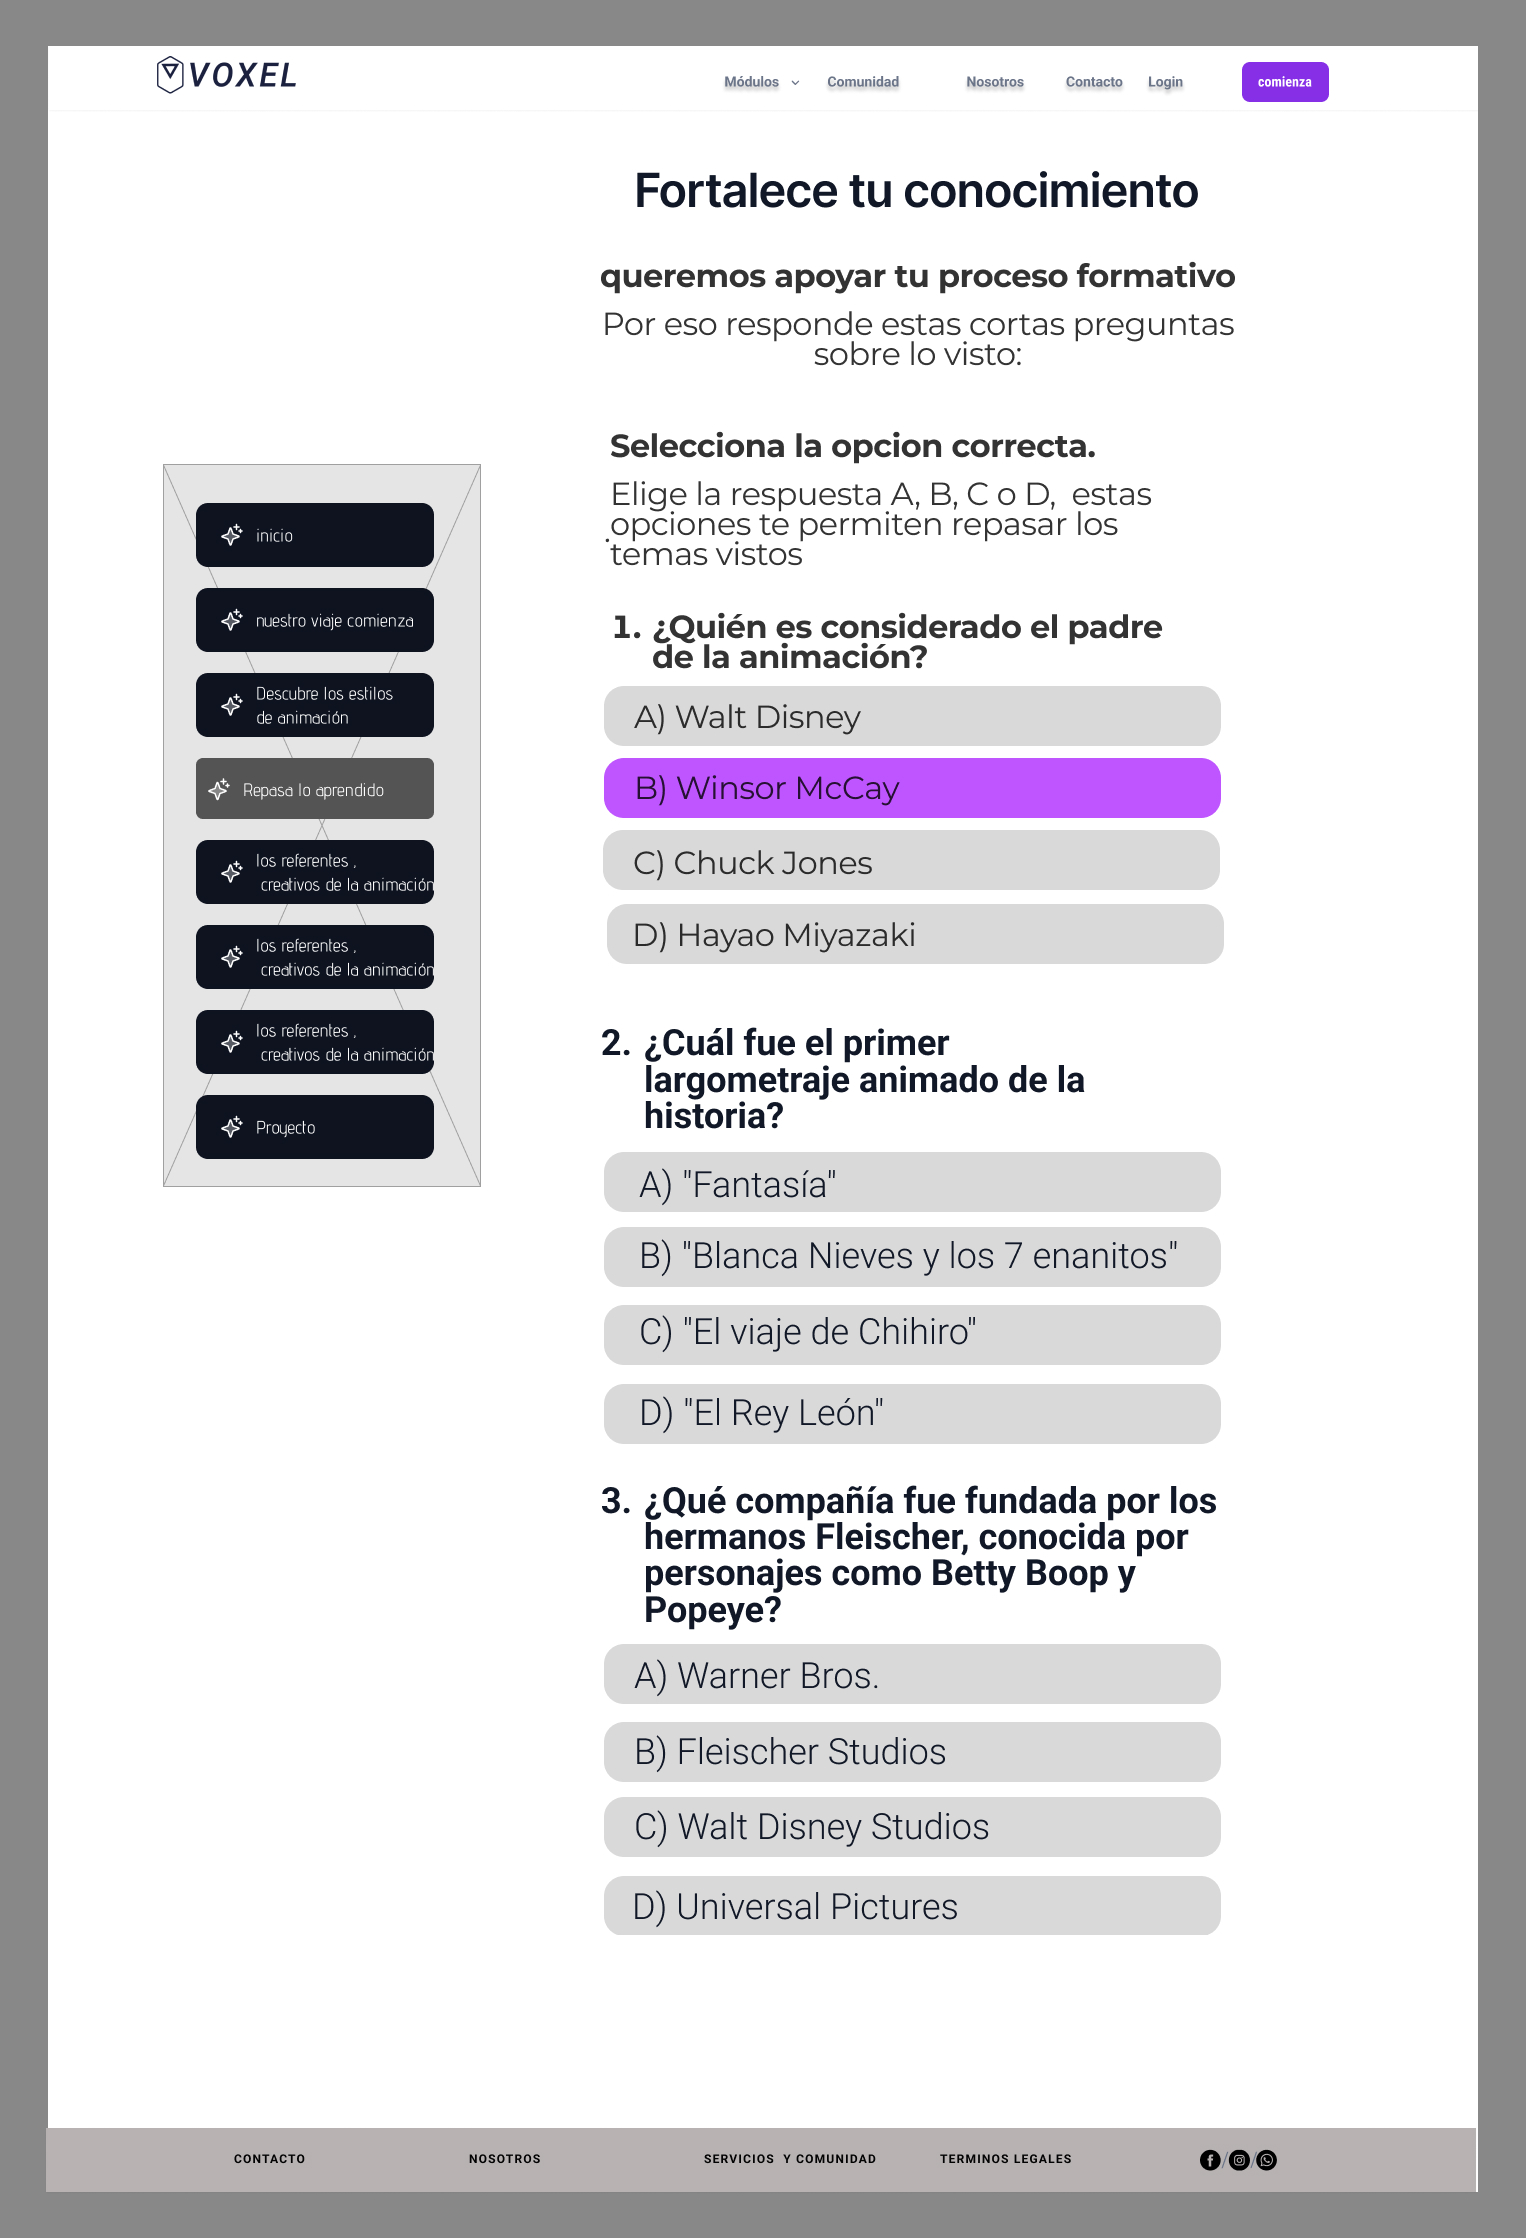 VOXEL
Módulos
Comunidad
Nosotros
Contacto
Login
comienza
Fortalece tu conocimiento
queremos apoyar tu proceso formativo
Por eso responde estas cortas preguntas
sobre lo visto:
inicio
nuestro viaje comienza
Descubre los estilos
de animación
Repasa lo aprendido
los referentes ,
creativos de la animación
los referentes ,
creativos de la animación
los referentes ,
creativos de la animación
Proyecto
Selecciona la opcion correcta.
Elige la respuesta A, B, C o D,  estas
opciones te permiten repasar los
.temas vistos
1. ¿Quién es considerado el padre
de la animación?
A) Walt Disney
B) Winsor McCay
C) Chuck Jones
D) Hayao Miyazaki
2. ¿Cuál fue el primer
largometraje animado de la
historia?
A) "Fantasía"
B) "Blanca Nieves y los 7 enanitos"
C) "El viaje de Chihiro"
D) "El Rey León"
3. ¿Qué compañía fue fundada por los
hermanos Fleischer, conocida por
personajes como Betty Boop y
Popeye?
A) Warner Bros.
B) Fleischer Studios
C) Walt Disney Studios
D) Universal Pictures
CONTACTO
NOSOTROS
SERVICIOS  Y COMUNIDAD
TERMINOS LEGALES